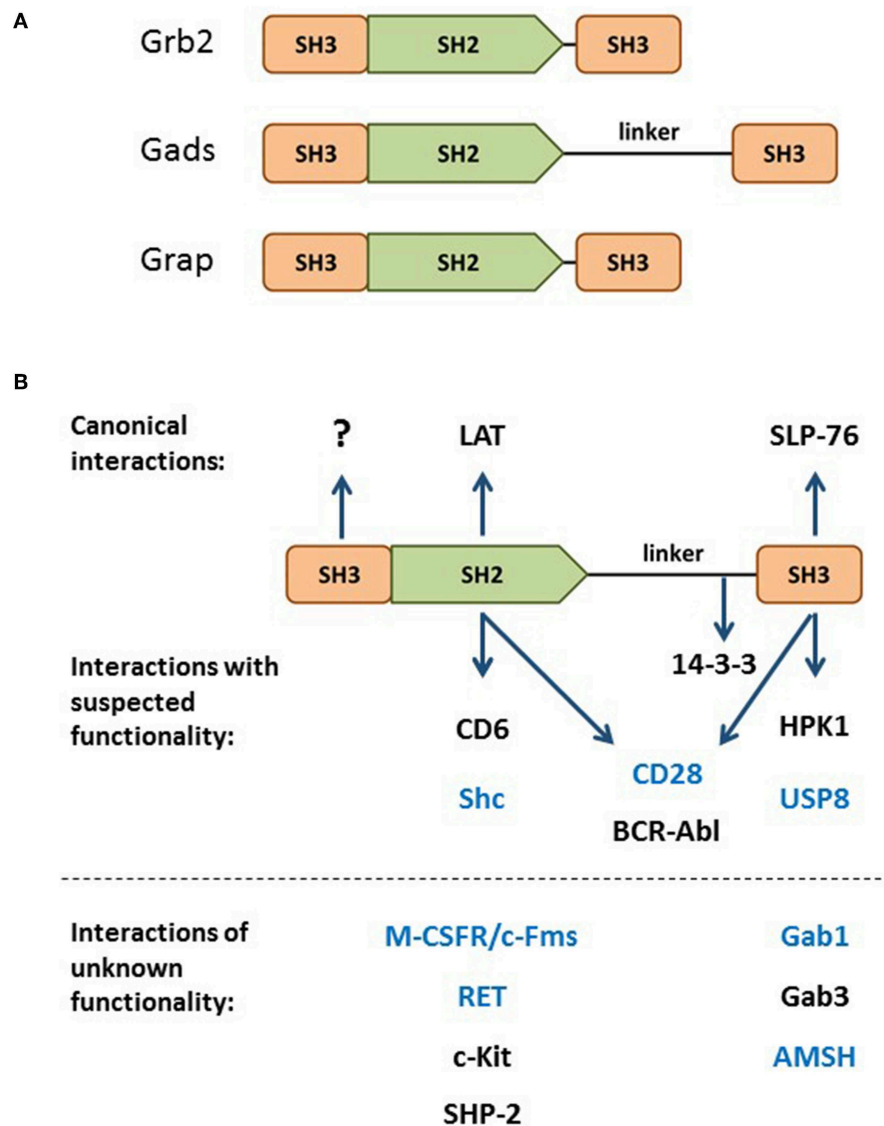 A
Grb2
SH3 SH2 SH3
Gads
SH3 SH2 linker SH3
Grap
SH3 SH2 SH3
B
Canonical
interactions:
? LAT SLP-76
SH3 SH2 linker SH3
14-3-3
Interactions with
suspected
functionality:
CD6 HPK1
CD28
Shc USP8
BCR-Abl
Interactions of
unknown
functionality:
M-CSFR/c-Fms Gab1
RET Gab3
c-Kit AMSH
SHP-2